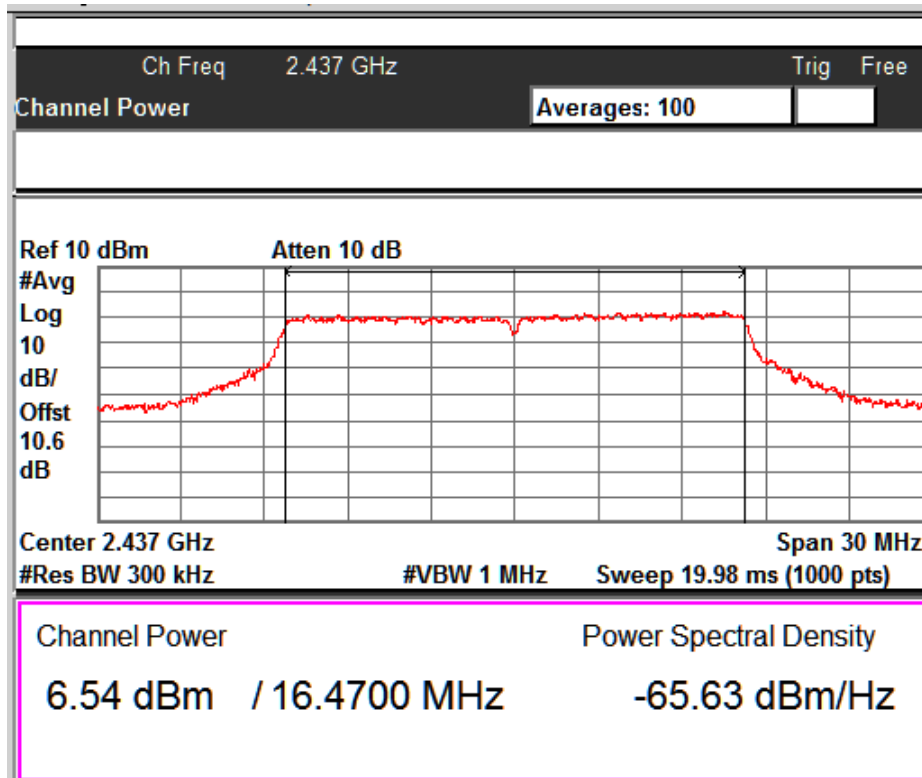 Ch Freq 2.437 GHz Trig Free
Channel Power Averages: 100
Ref 10 dBm Atten 10 dB
#Avg
Log
10
dB/
Offst
10.6
dB
Center 2.437 GHz Span 30 MHz
#Res BW 300 kHz #VBW 1 MHz Sweep 19.98 ms (1000 pts)
Channel Power Power Spectral Density
6.54 dBm / 16.4700 MHz -65.63 dBm/Hz